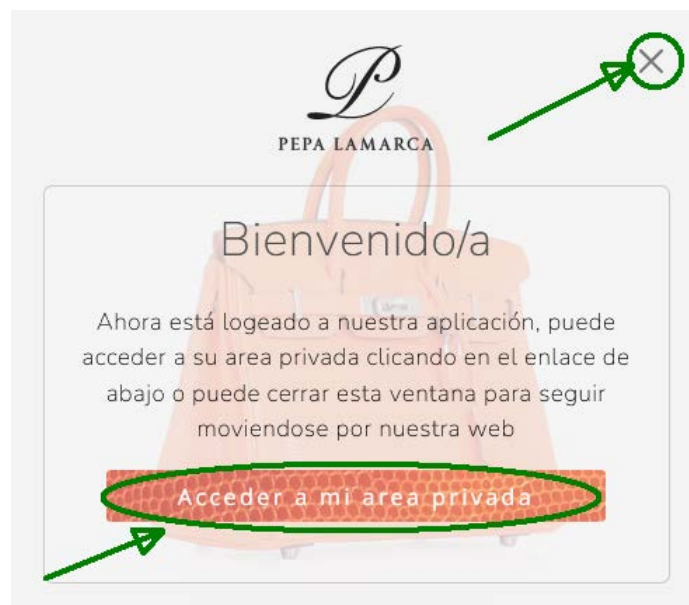 PEPA LAMARCA
Bienvenido/a
Ahora está logeado a nuestra aplicación, puede
acceder a su area privada clicando en el enlace de
abajo o puede cerrar esta ventana para seguir
moviendose por nuestra web
Acceder a mi area privada